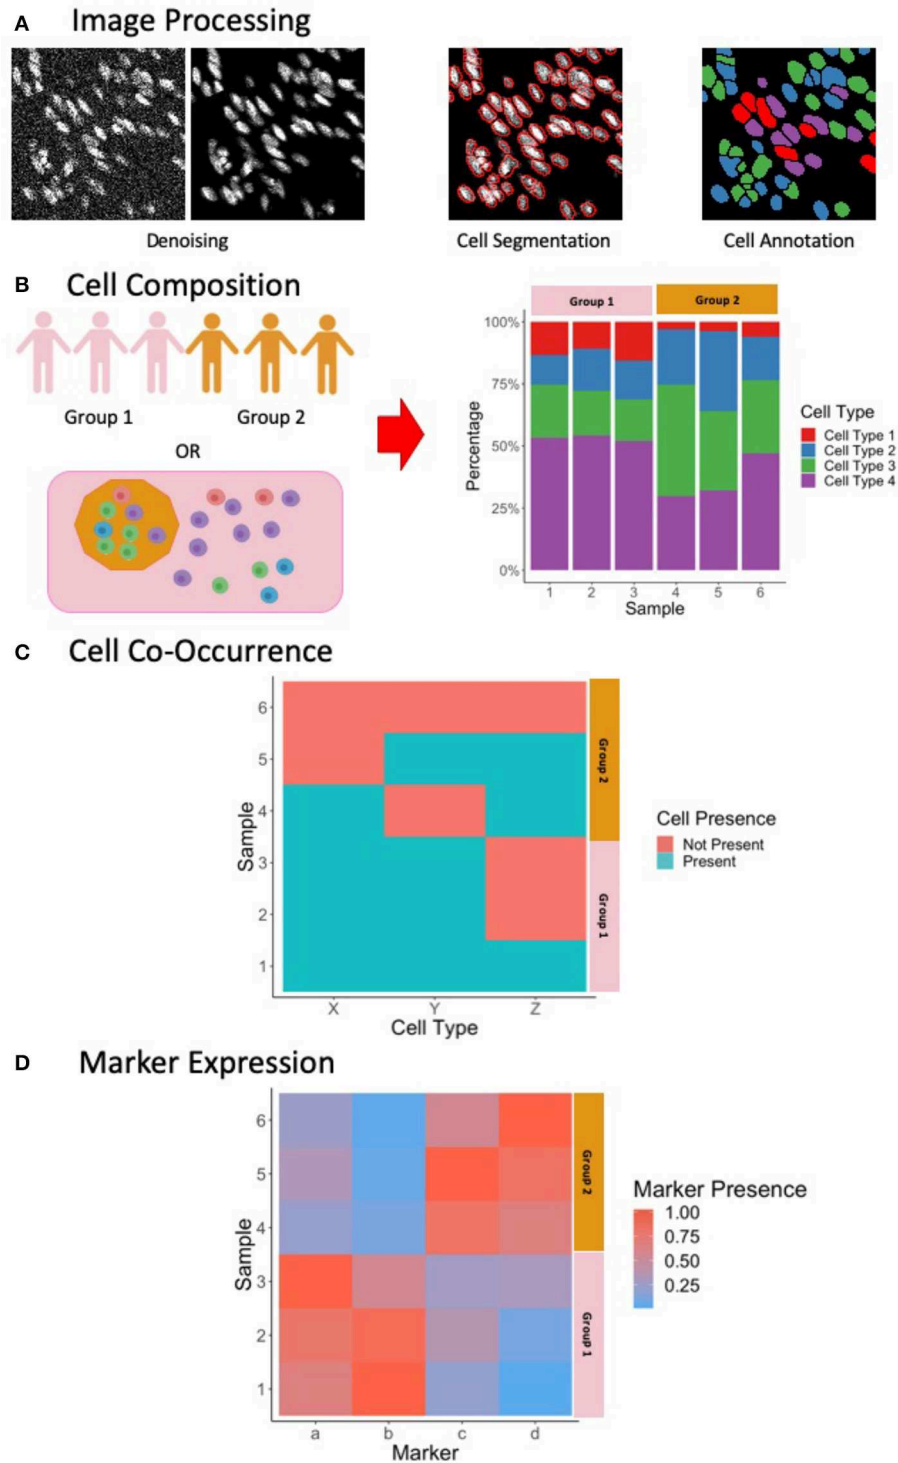 A Image Processing
Denoising
Cell Segmentation
Cell Annotation
B Cell Composition
Group 1
Group 2
OR
Group 1
Group 2
100%
75%
50%
25%
0%
Percentage
1 2 3 4 5 6
Sample
Cell Type
Cell Type 1
Cell Type 2
Cell Type 3
Cell Type 4
C Cell Co-Occurrence
6
5
4
3
2
1
Sample
X Y Z
Cell Type
Group 2
Group 1
Cell Presence
Not Present
Present
D Marker Expression
6
5
4
3
2
1
Sample
a b c d
Marker
Group 2
Group 1
Marker Presence
1.00
0.75
0.50
0.25